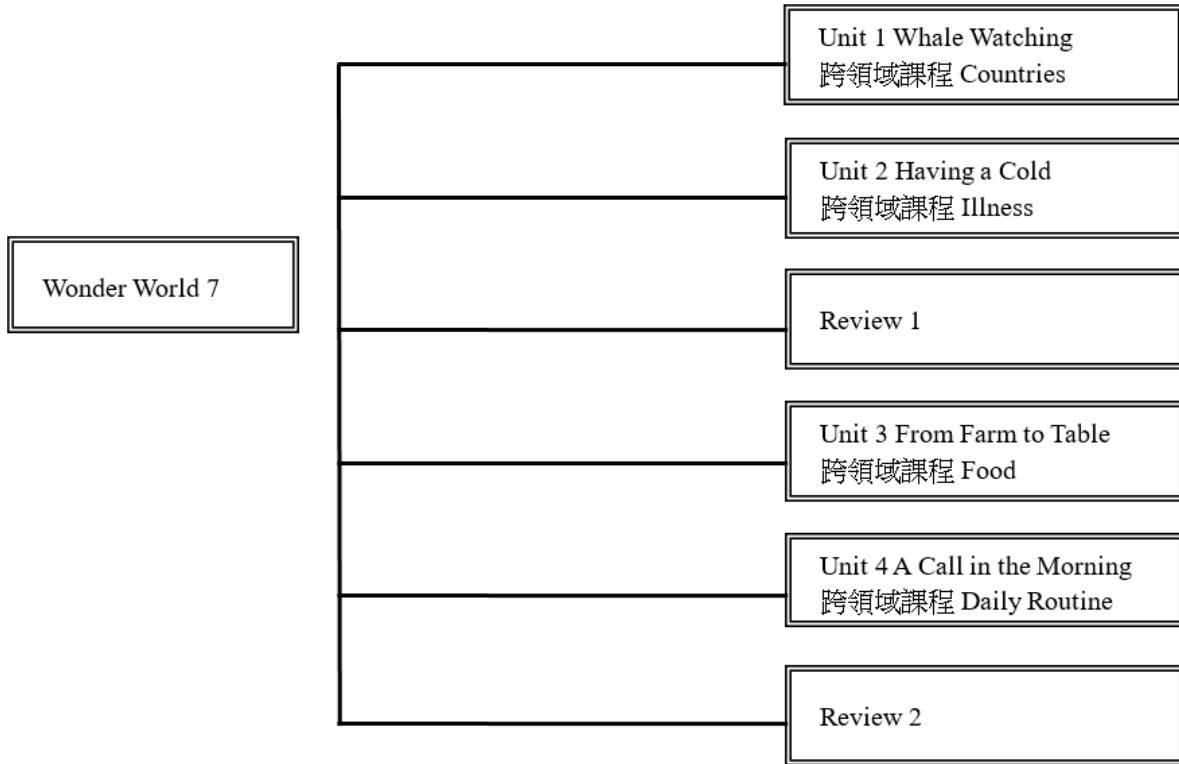 Wonder World 7
Unit 1 Whale Watching
跨領域課程 Countries
Unit 2 Having a Cold
跨領域課程 Illness
Review 1
Unit 3 From Farm to Table
跨領域課程 Food
Unit 4 A Call in the Morning
跨領域課程 Daily Routine
Review 2